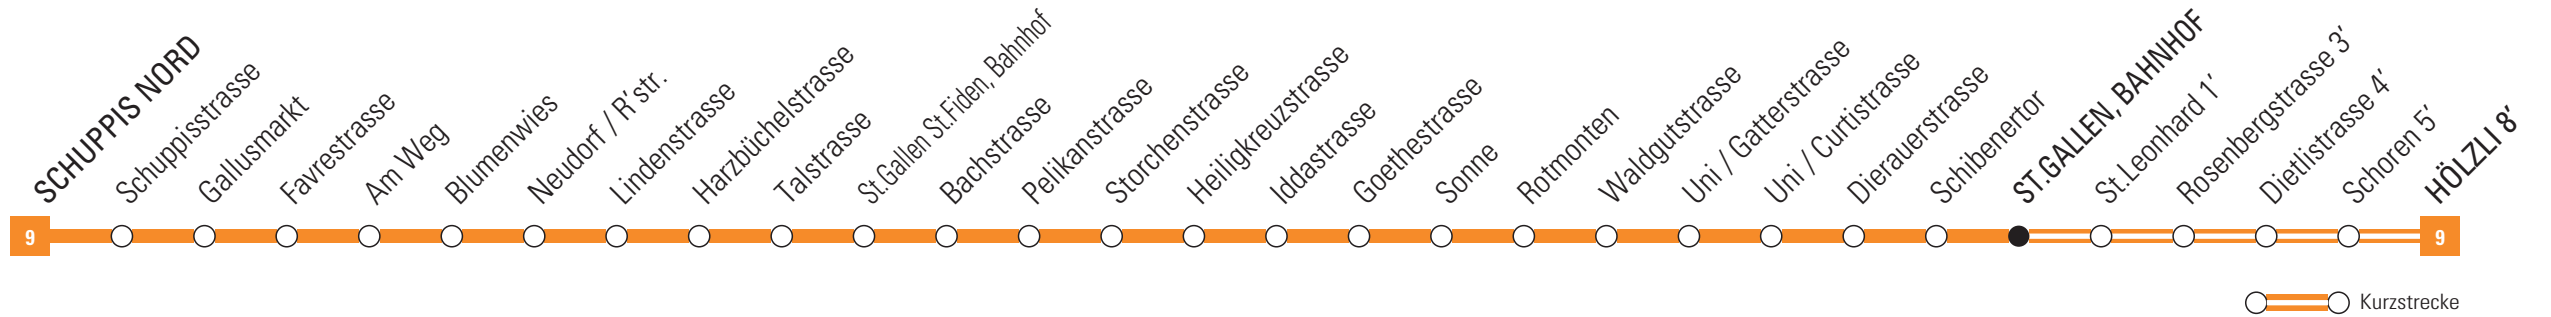 SCHUPPIS NORD
Schuppisstrasse
Gallusmarkt
Favrestrasse
Am Weg
Blumenwies
Neudorf / R'str.
Lindenstrasse
Harzbüchelstrasse
Talstrasse
St.Gallen St.Fiden, Bahnhof
Bachstrasse
Pelikanstrasse
Storchenstrasse
Heiligkreuzstrasse
Iddastrasse
Goethestrasse
Sonne
Rotmonten
Waldgutstrasse
Uni / Gatterstrasse
Uni / Curtistrasse
Dierauerstrasse
Schibenertor
ST.GALLEN, BAHNHOF
St.Leonhard 1'
Rosenbergstrasse 3'
Dietlistrasse 4'
Schoren 5'
HÖLZLI 8'
9
9
Kurzstrecke